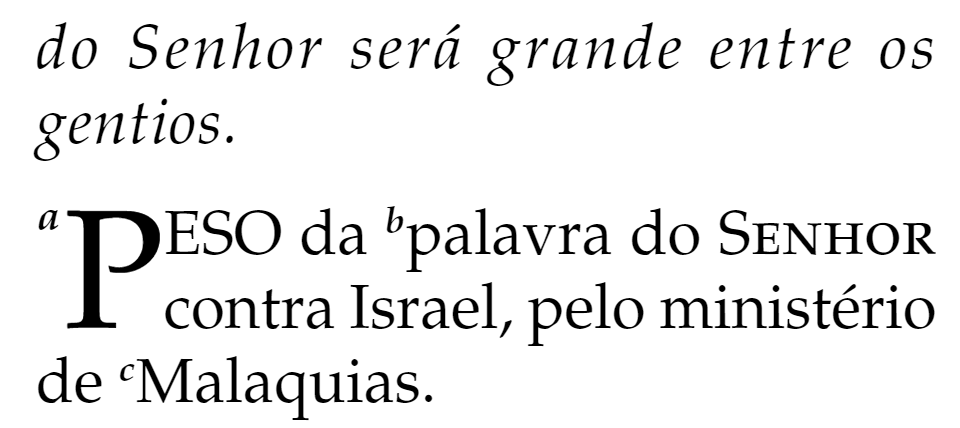 do Senhor será grande entre os
gentios.
aPESO da bpalavra do SENHOR
contra Israel, pelo ministério
de cMalaquias.